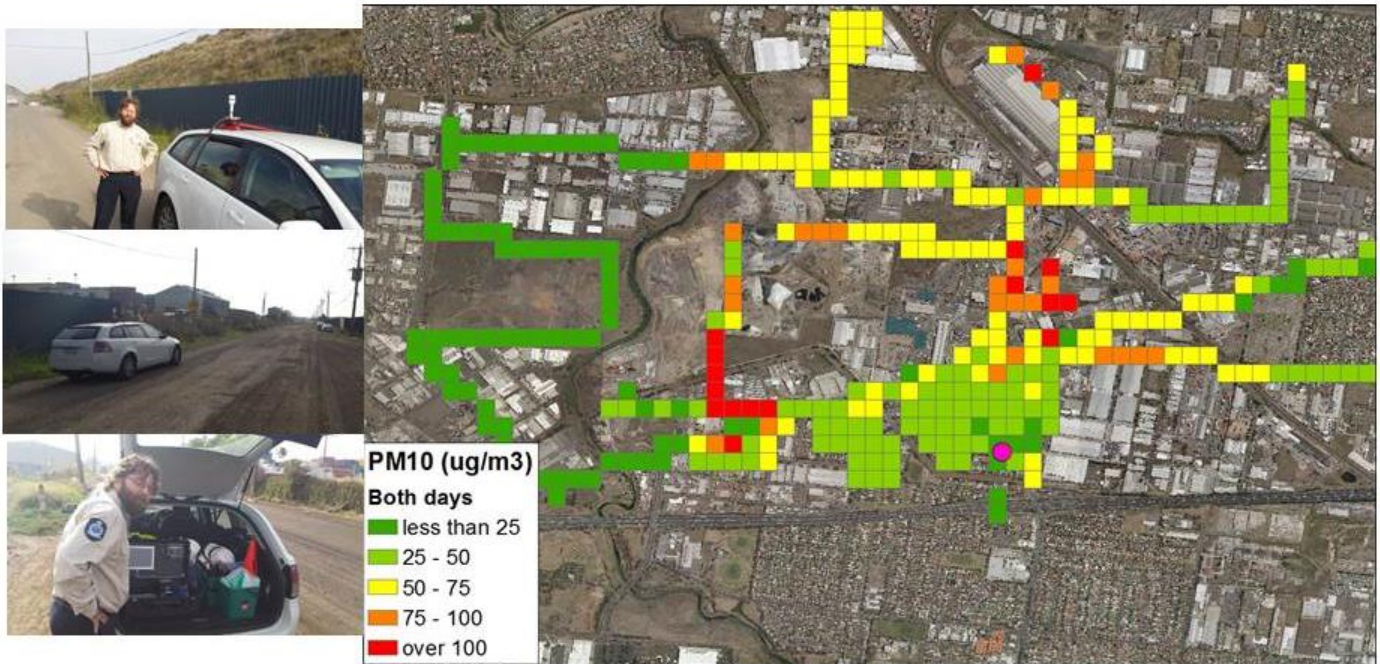 PM10 (ug/m3)
Both days
less than 25
25 - 50
50 - 75
75 - 100
over 100